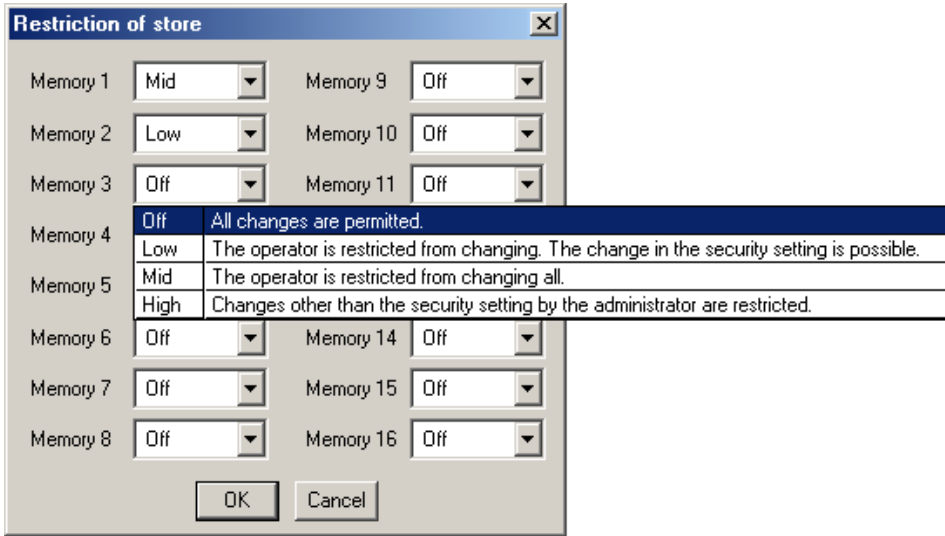 Restriction of store
Memory 1 Mid Memory 9 Off
Memory 2 Low Memory 10 Off
Memory 3 Off Memory 11 Off
Memory 4
Memory 5
Off All changes are permitted.
Low The operator is restricted from changing. The change in the security setting is possible.
Mid The operator is restricted from changing all.
High Changes other than the security setting by the administrator are restricted.
Memory 6 Off Memory 14 Off
Memory 7 Off Memory 15 Off
Memory 8 Off Memory 16 Off
OK Cancel